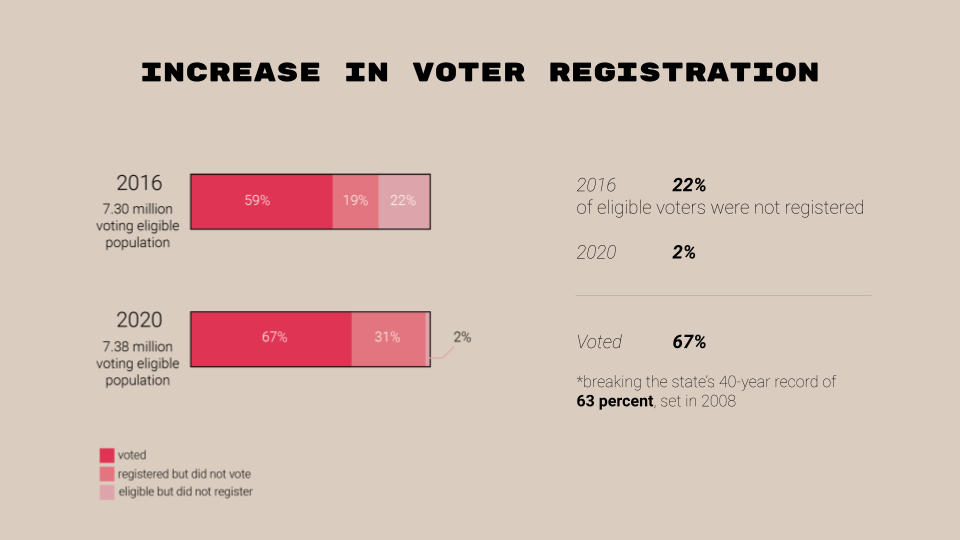 INCREASE IN VOTER REGISTRATION
2016
7.30 million
voting eligible
population
59%
19%
22%
2020
7.38 million
voting eligible
population
67%
31%
2%
voted
registered but did not vote
eligible but did not register
2016 22%
of eligible voters were not registered
2020 2%
Voted 67%
*breaking the state's 40-year record of
63 percent, set in 2008